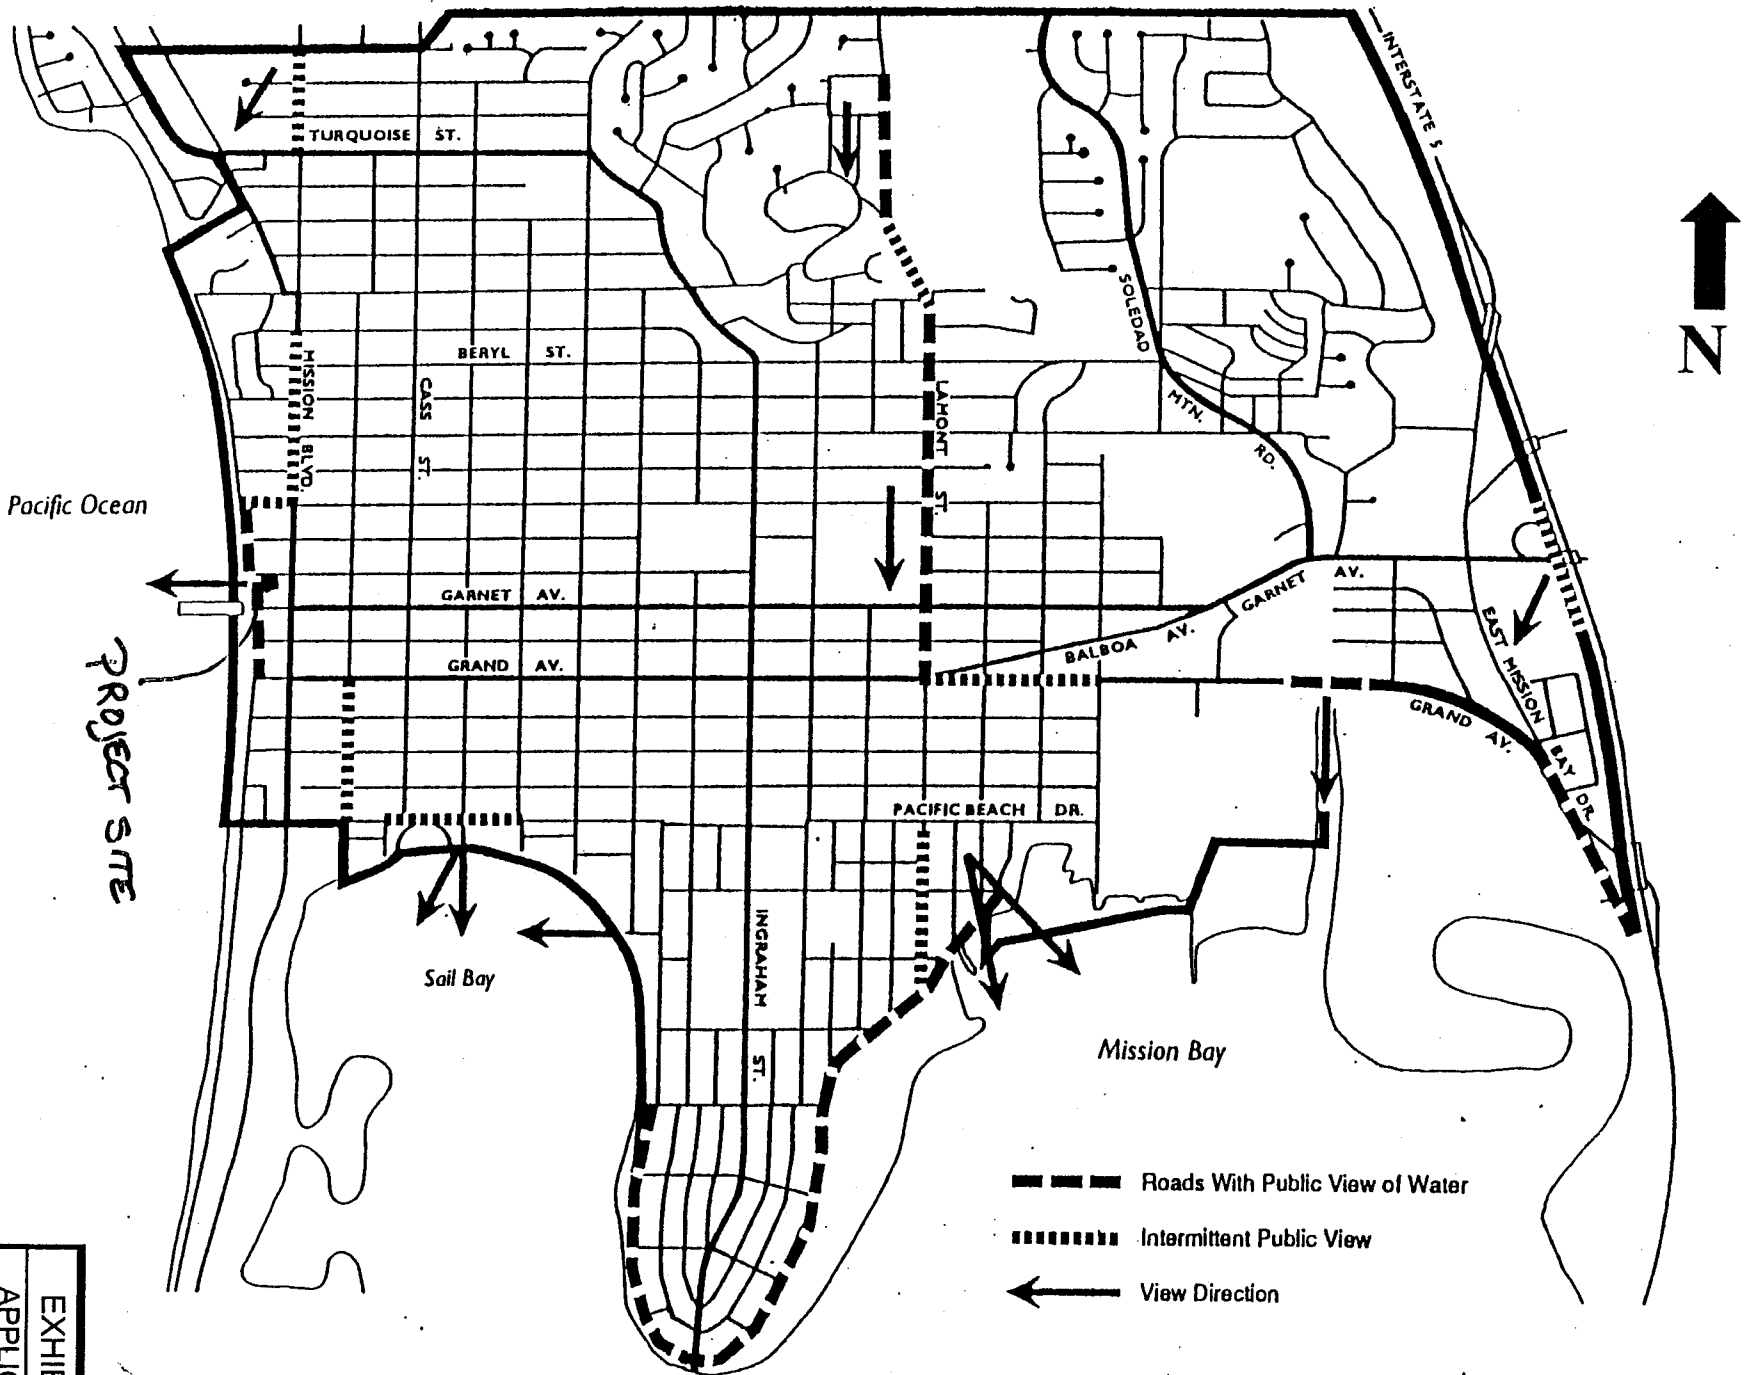 INTERSTATE 5
TURQUOISE ST.
N
SOLEDAD
MTN.
RD.
BERYL ST.
MISSION BLVD.
CASS ST.
LAMONT ST.
Pacific Ocean
GARNET AV.
GARNET AV.
BALBOA AV.
GRAND AV.
EAST MISSION
BAY DR.
GRAND AV.
PROJECT SITE
PACIFIC BEACH DR.
INGRAHAM ST.
Sail Bay
Mission Bay
Roads With Public View of Water
Intermittent Public View
View Direction